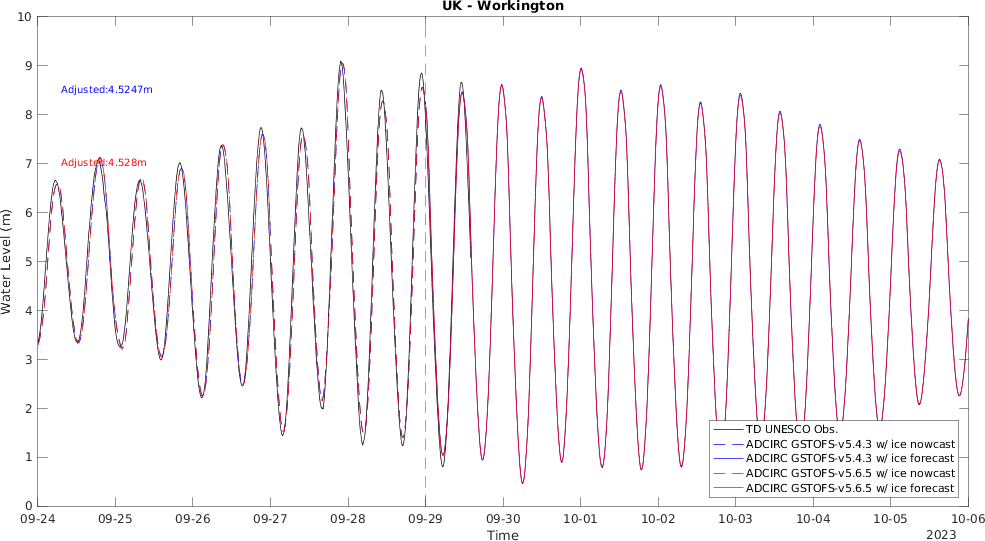 UK - Workington
10
9
8
7
6
5
4
3
2
1
0
Water Level (m)
Adjusted:4.5247m
Adjusted:4.528m
TD UNESCO Obs.
ADCIRC GSTOFS-v5.4.3 w/ ice nowcast
ADCIRC GSTOFS-v5.4.3 w/ ice forecast
ADCIRC GSTOFS-v5.6.5 w/ ice nowcast
ADCIRC GSTOFS-v5.6.5 w/ ice forecast
09-24 09-25 09-26 09-27 09-28 09-29 09-30 10-01 10-02 10-03 10-04 10-05 10-06
Time
2023